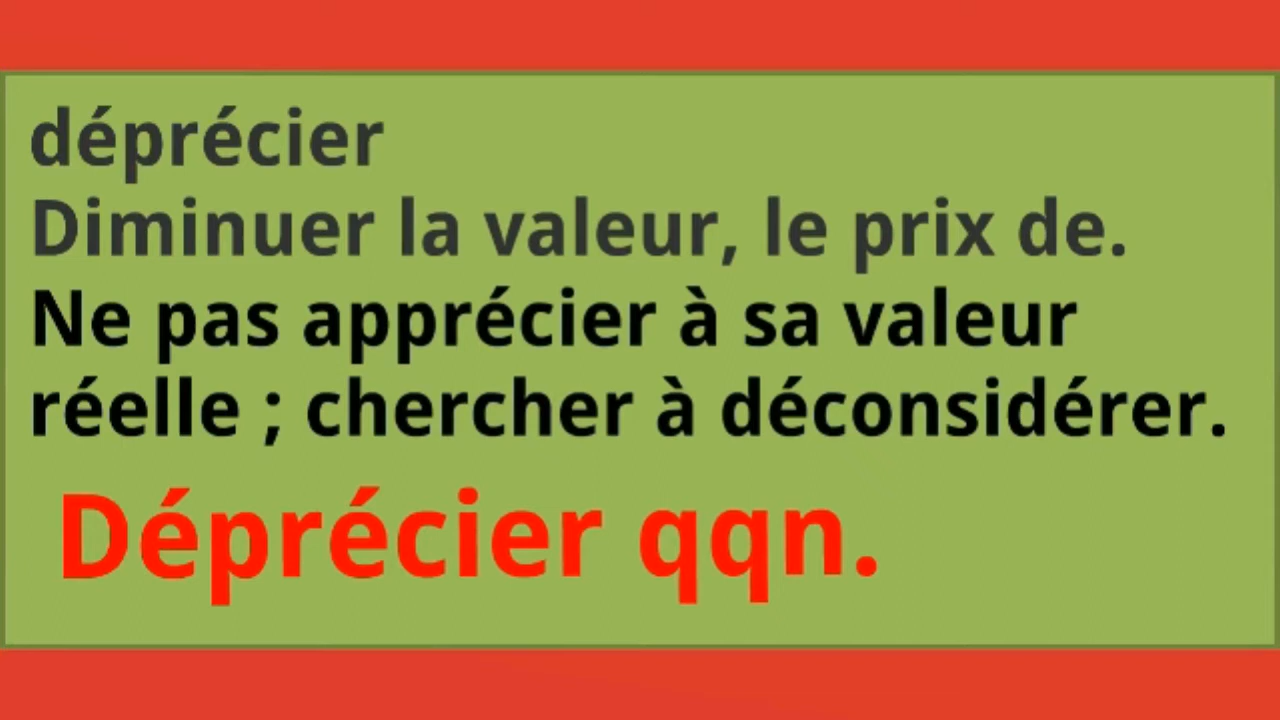 déprécier
Diminuer la valeur, le prix de.
Ne pas apprécier à sa valeur
réelle ; chercher à déconsidérer.
Déprécier qqn.